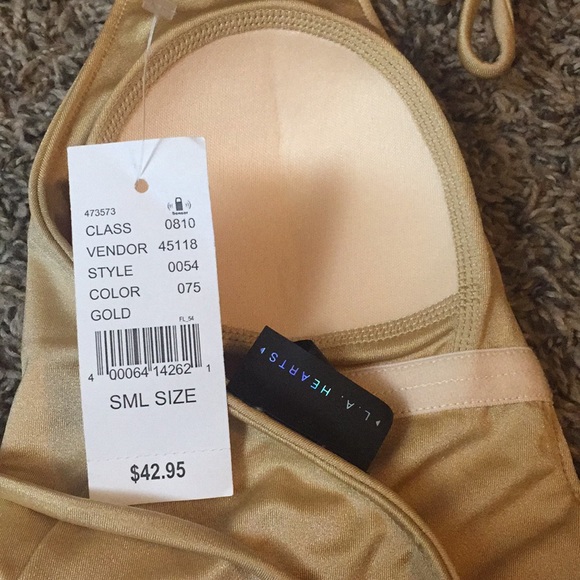 473573
Sensor
CLASS 0810
VENDOR 45118
STYLE 0054
COLOR 075
GOLD
FL_54
4 00064 14262 1
SML SIZE
$42.95
L.A. HEARTS